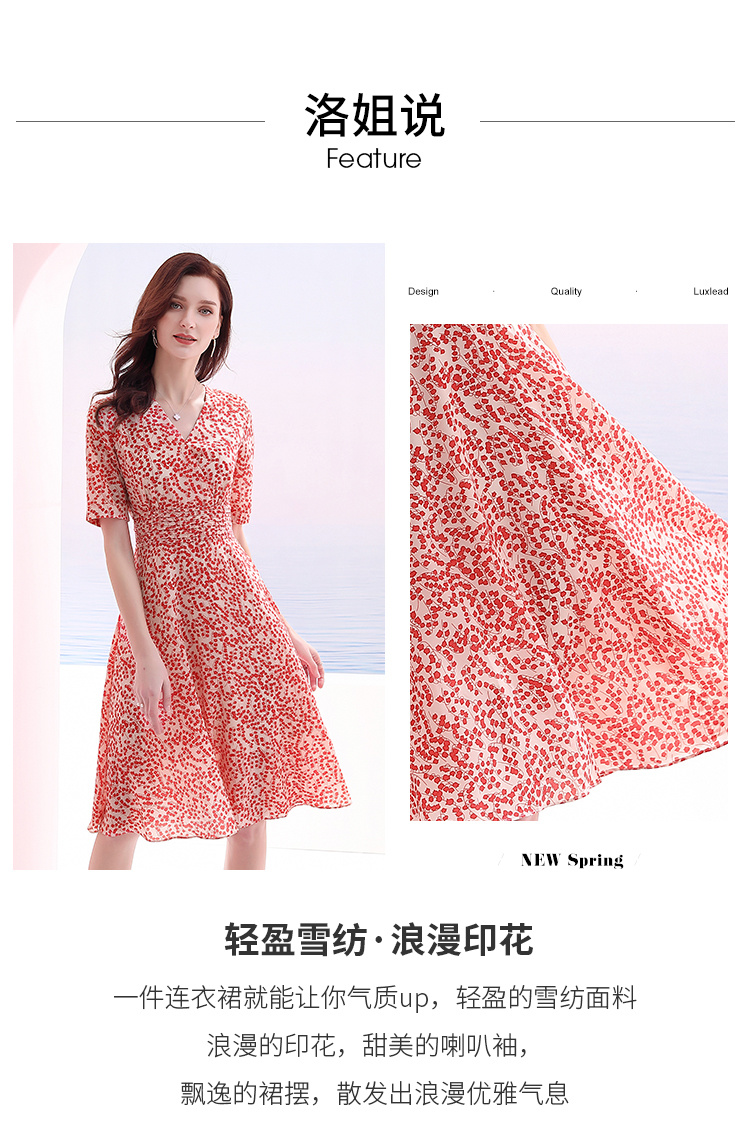 洛姐说
Feature
Design · Quality · Luxlead
NEW Spring
轻盈雪纺·浪漫印花
一件连衣裙就能让你气质up，轻盈的雪纺面料
浪漫的印花，甜美的喇叭袖，
飘逸的裙摆，散发出浪漫优雅气息